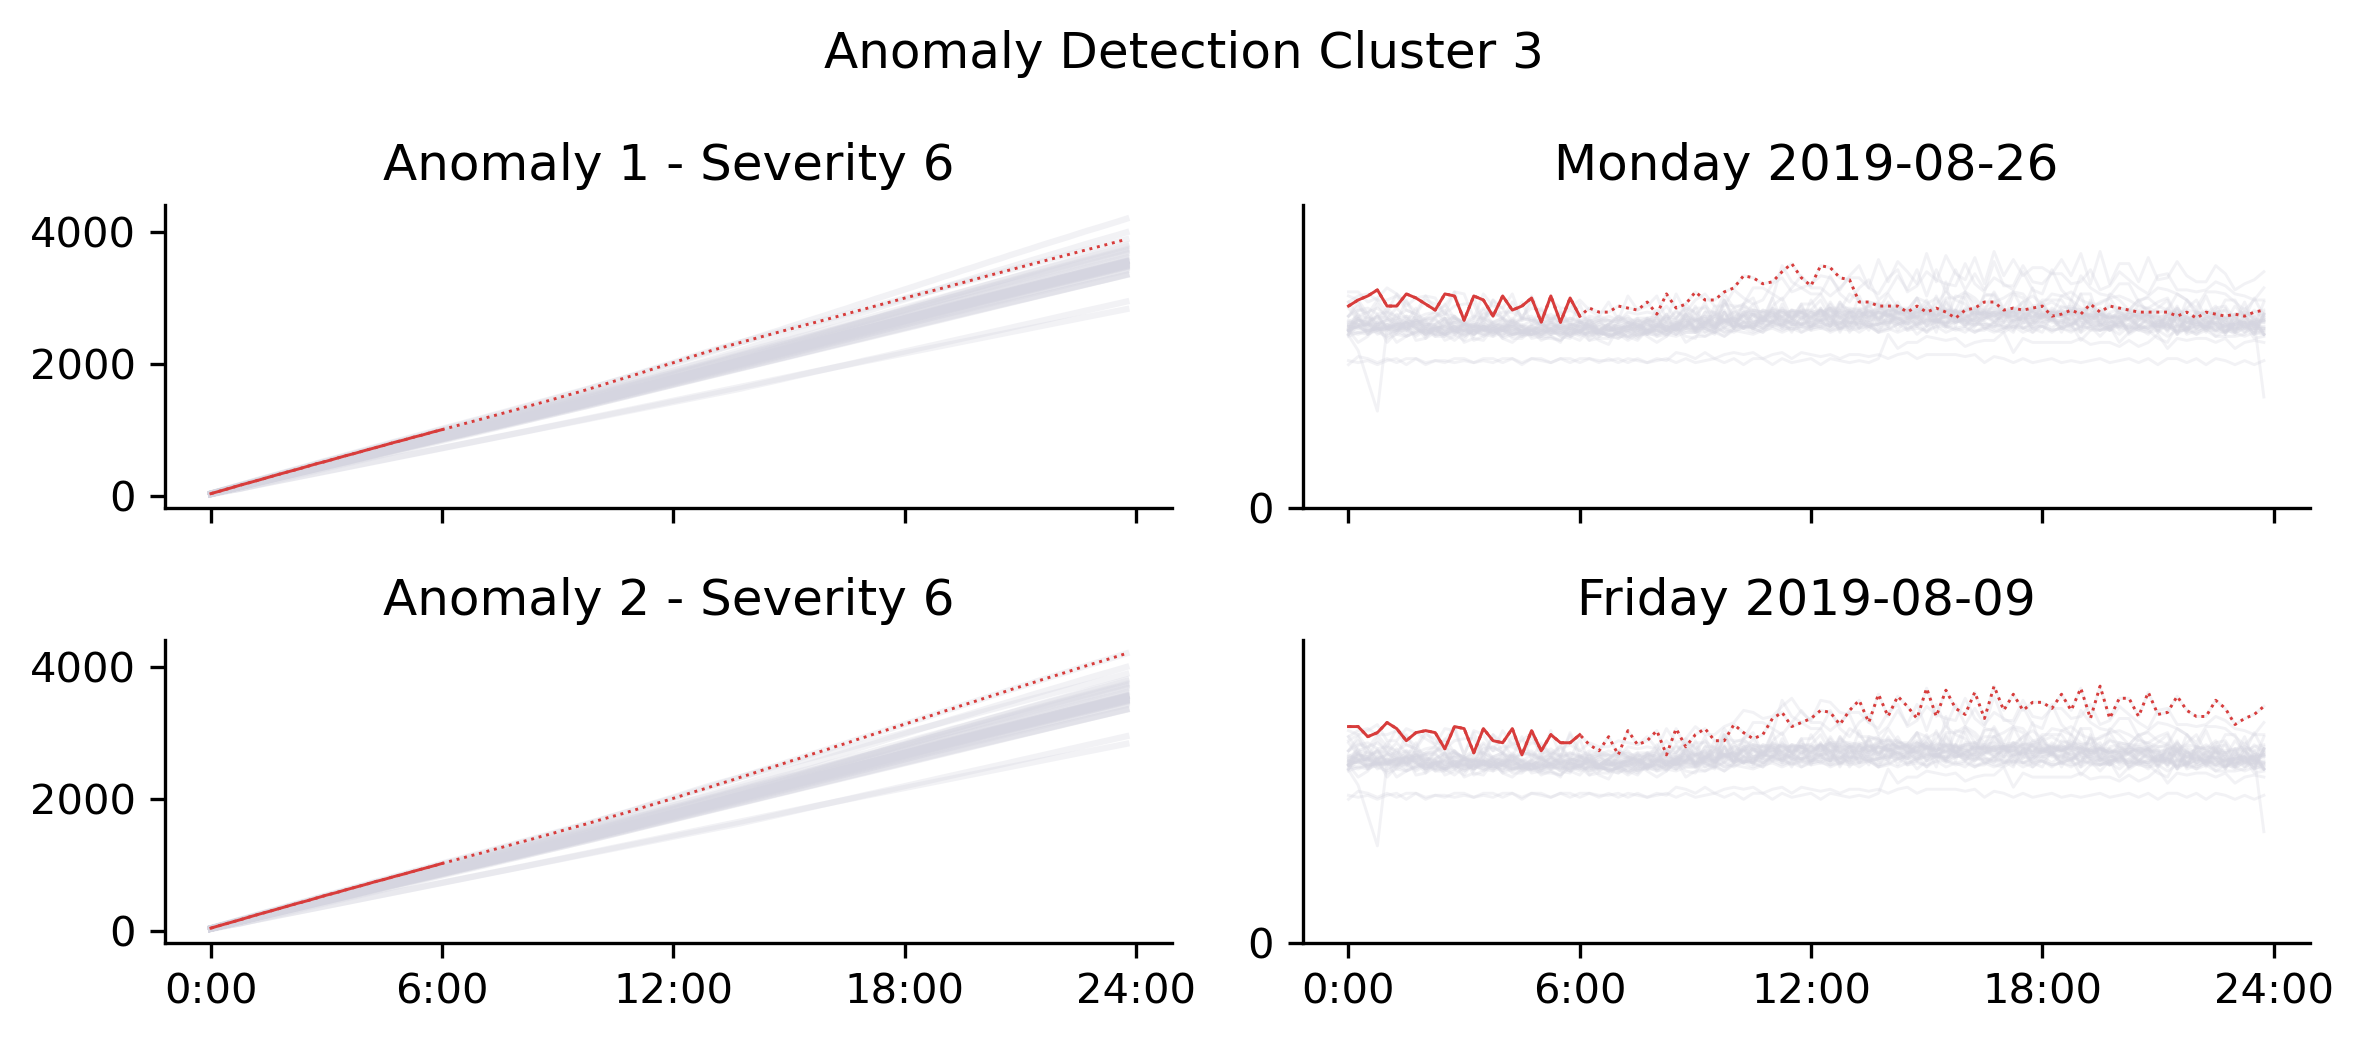 Anomaly Detection Cluster 3
Anomaly 1 - Severity 6
Monday 2019-08-26
4000
2000
0
0
Anomaly 2 - Severity 6
Friday 2019-08-09
4000
2000
0
0
0:00 6:00 12:00 18:00 24:00
0:00 6:00 12:00 18:00 24:00